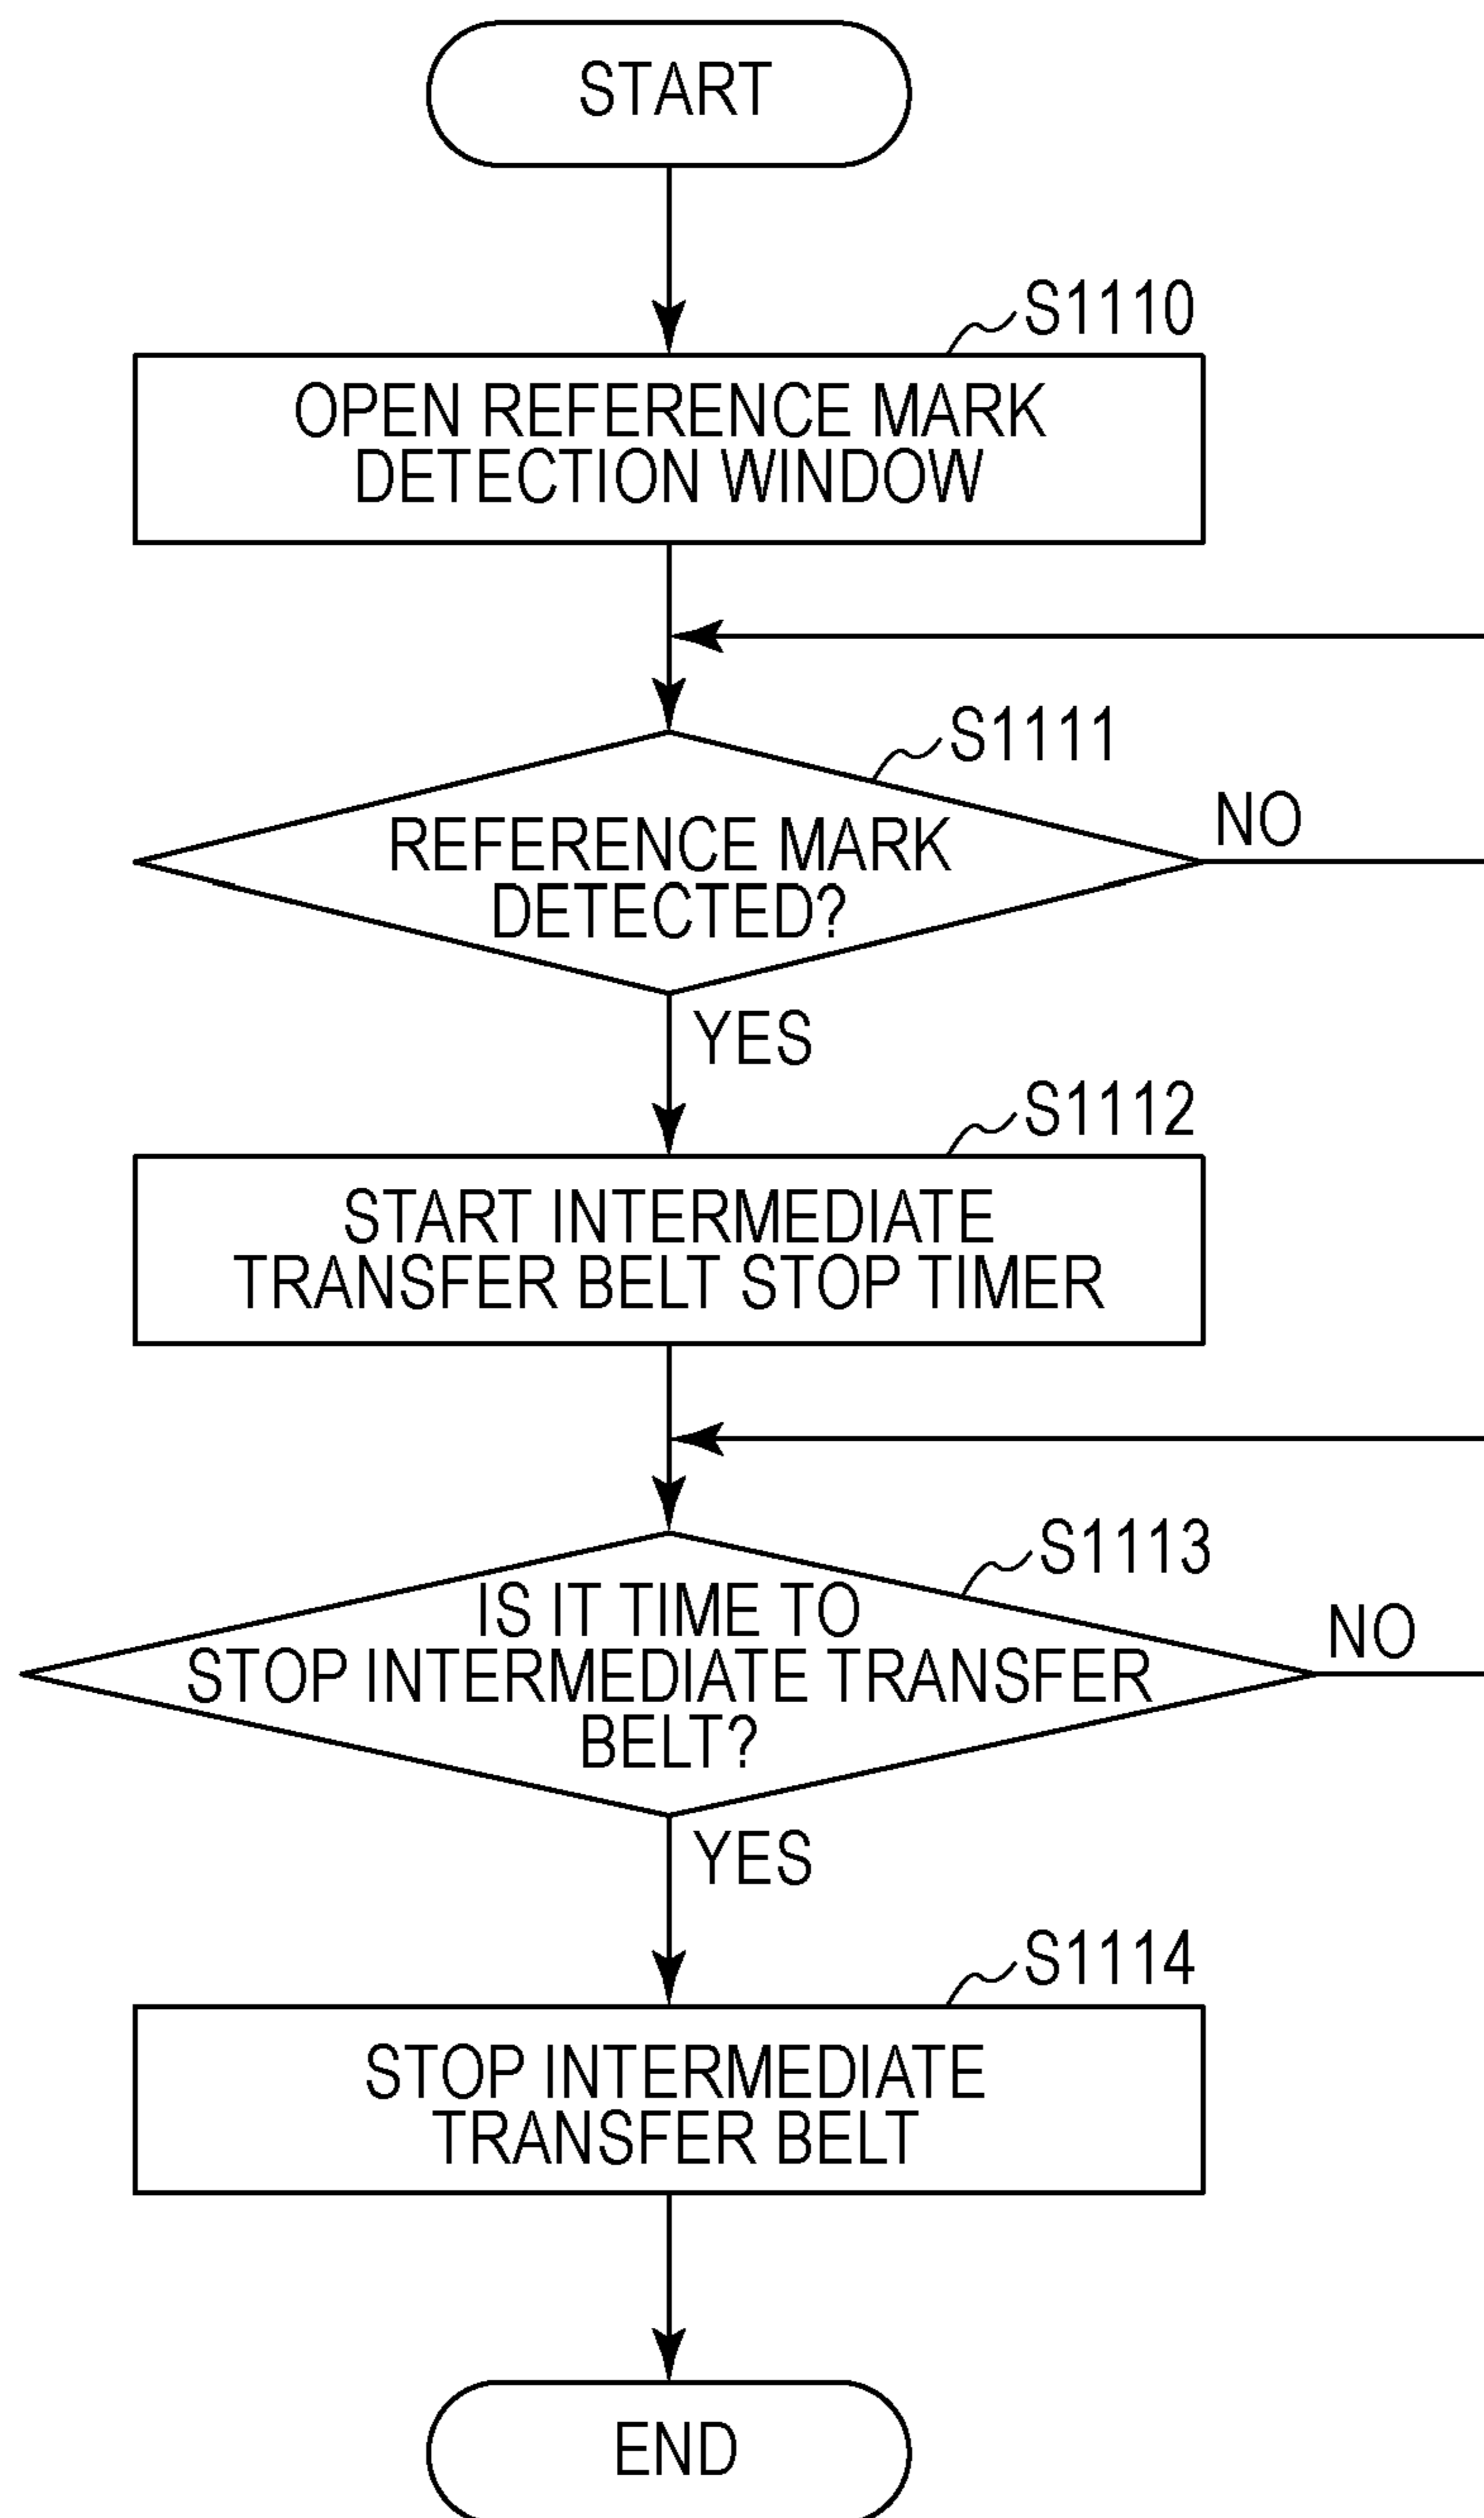 START
S1110
OPEN REFERENCE MARK
DETECTION WINDOW
S1111
REFERENCE MARK
DETECTED?
NO
YES
S1112
START INTERMEDIATE
TRANSFER BELT STOP TIMER
S1113
IS IT TIME TO
STOP INTERMEDIATE TRANSFER
BELT?
NO
YES
S1114
STOP INTERMEDIATE
TRANSFER BELT
END